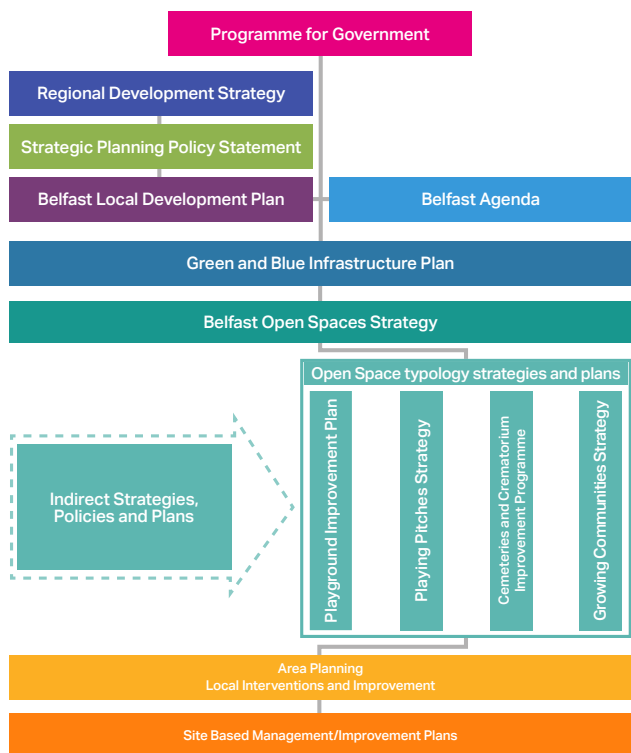 Programme for Government
Regional Development Strategy
Strategic Planning Policy Statement
Belfast Local Development Plan
Belfast Agenda
Green and Blue Infrastructure Plan
Belfast Open Spaces Strategy
Open Space typology strategies and plans
Indirect Strategies,
Policies and Plans
Playground Improvement Plan
Playing Pitches Strategy
Cemeteries and Crematorium
Improvement Programme
Growing Communities Strategy
Area Planning
Local Interventions and Improvement
Site Based Management/Improvement Plans